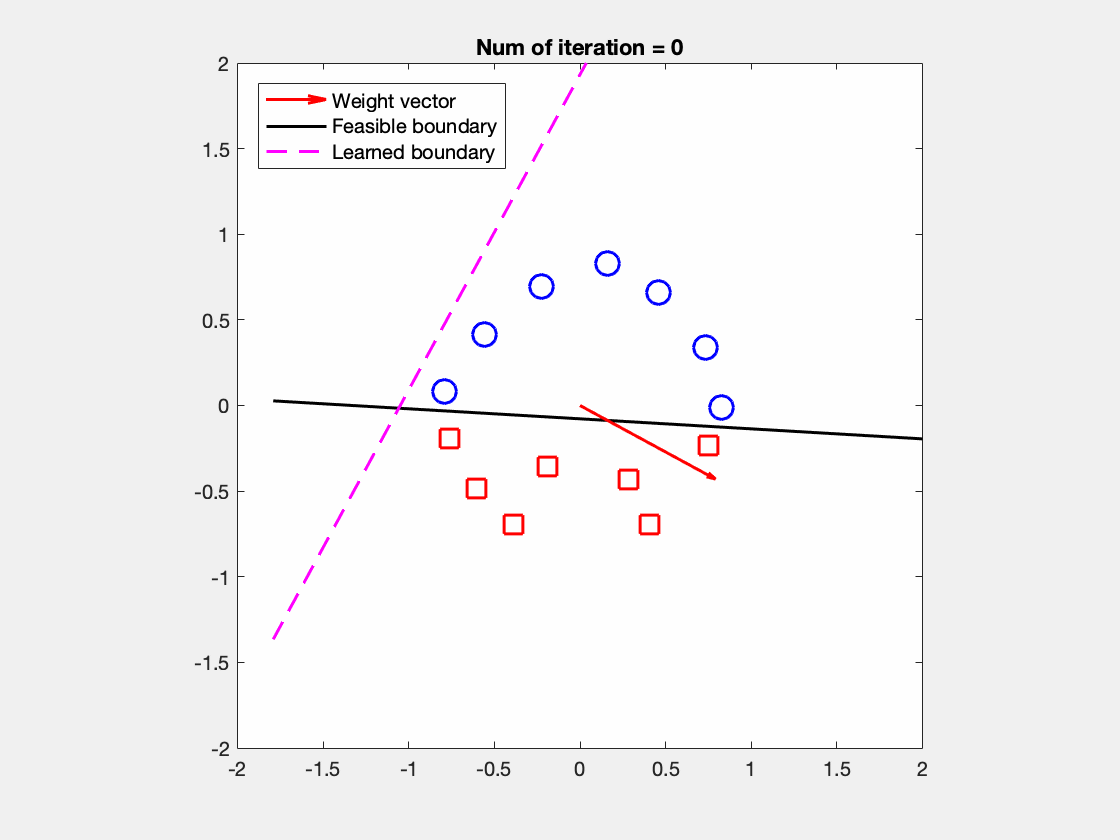 Num of iteration = 0
Weight vector
Feasible boundary
Learned boundary
2
1.5
1
0.5
0
-0.5
-1
-1.5
-2
-2 -1.5 -1 -0.5 0 0.5 1 1.5 2